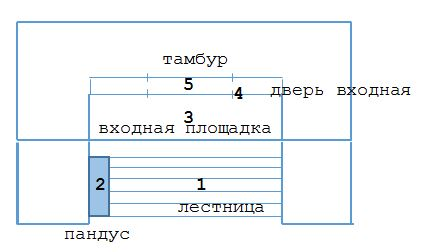 тамбур
5
4 дверь входная
3
входная площадка
2 1
лестница
пандус